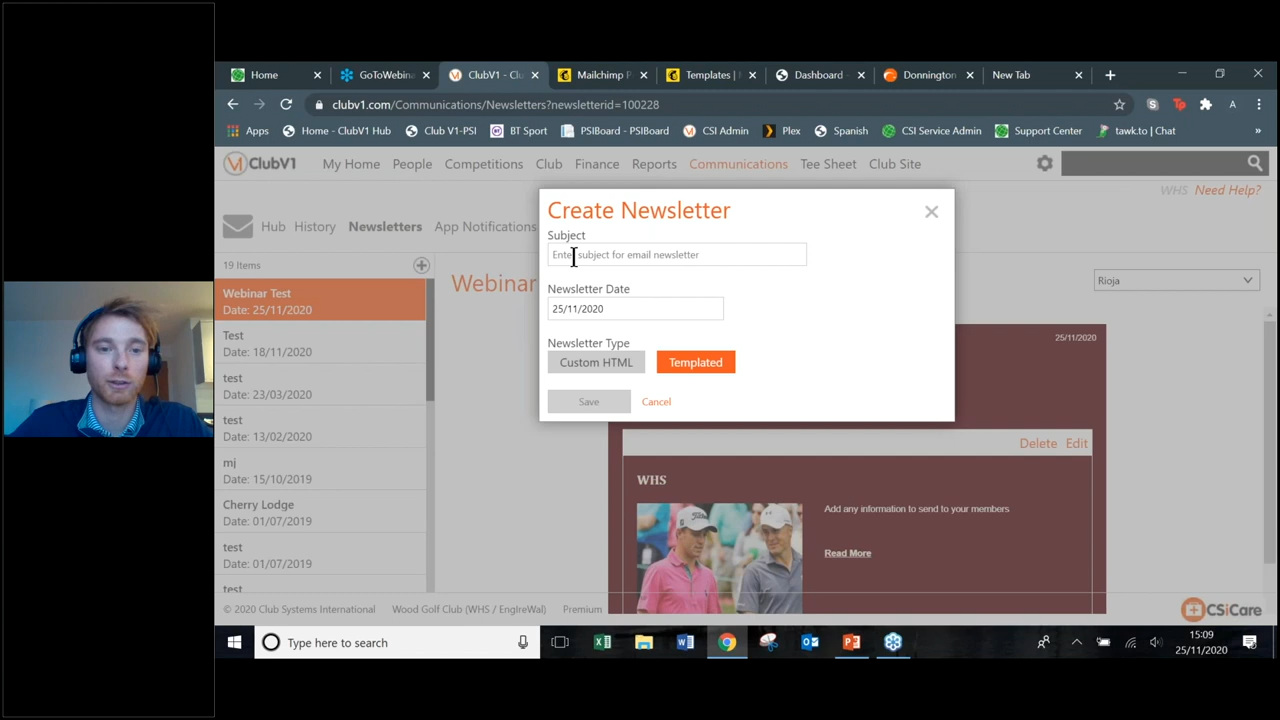 Home
GoToWebina
ClubV1 - Clu
Mailchimp P
Templates |
Dashboard -
Donnington
New Tab
clubv1.com/Communications/Newsletters?newsletterid=100228
A
Apps
Home - ClubV1 Hub
Club V1-PSI
BT Sport
PSIBoard - PSIBoard
CSI Admin
Plex
Spanish
CSI Service Admin
Support Center
tawk.to | Chat
»
V1 ClubV1
My Home
People
Competitions
Club
Finance
Reports
Communications
Tee Sheet
Club Site
WHS Need Help?
Hub
History
Newsletters
App Notifications
19 Items
Webinar Test
Date: 25/11/2020
Test
Date: 18/11/2020
test
Date: 23/03/2020
test
Date: 13/02/2020
mj
Date: 15/10/2019
Cherry Lodge
Date: 01/07/2019
test
Date: 01/07/2019
test
Webinar
Rioja
25/11/2020
Create Newsletter
Subject
Enter subject for email newsletter
Newsletter Date
25/11/2020
Newsletter Type
Custom HTML
Templated
Save
Cancel
Delete
Edit
WHS
Add any information to send to your members
Read More
© 2020 Club Systems International
Wood Golf Club (WHS / EnglreWal)
Premium
CSiCare
Type here to search
15:09
25/11/2020